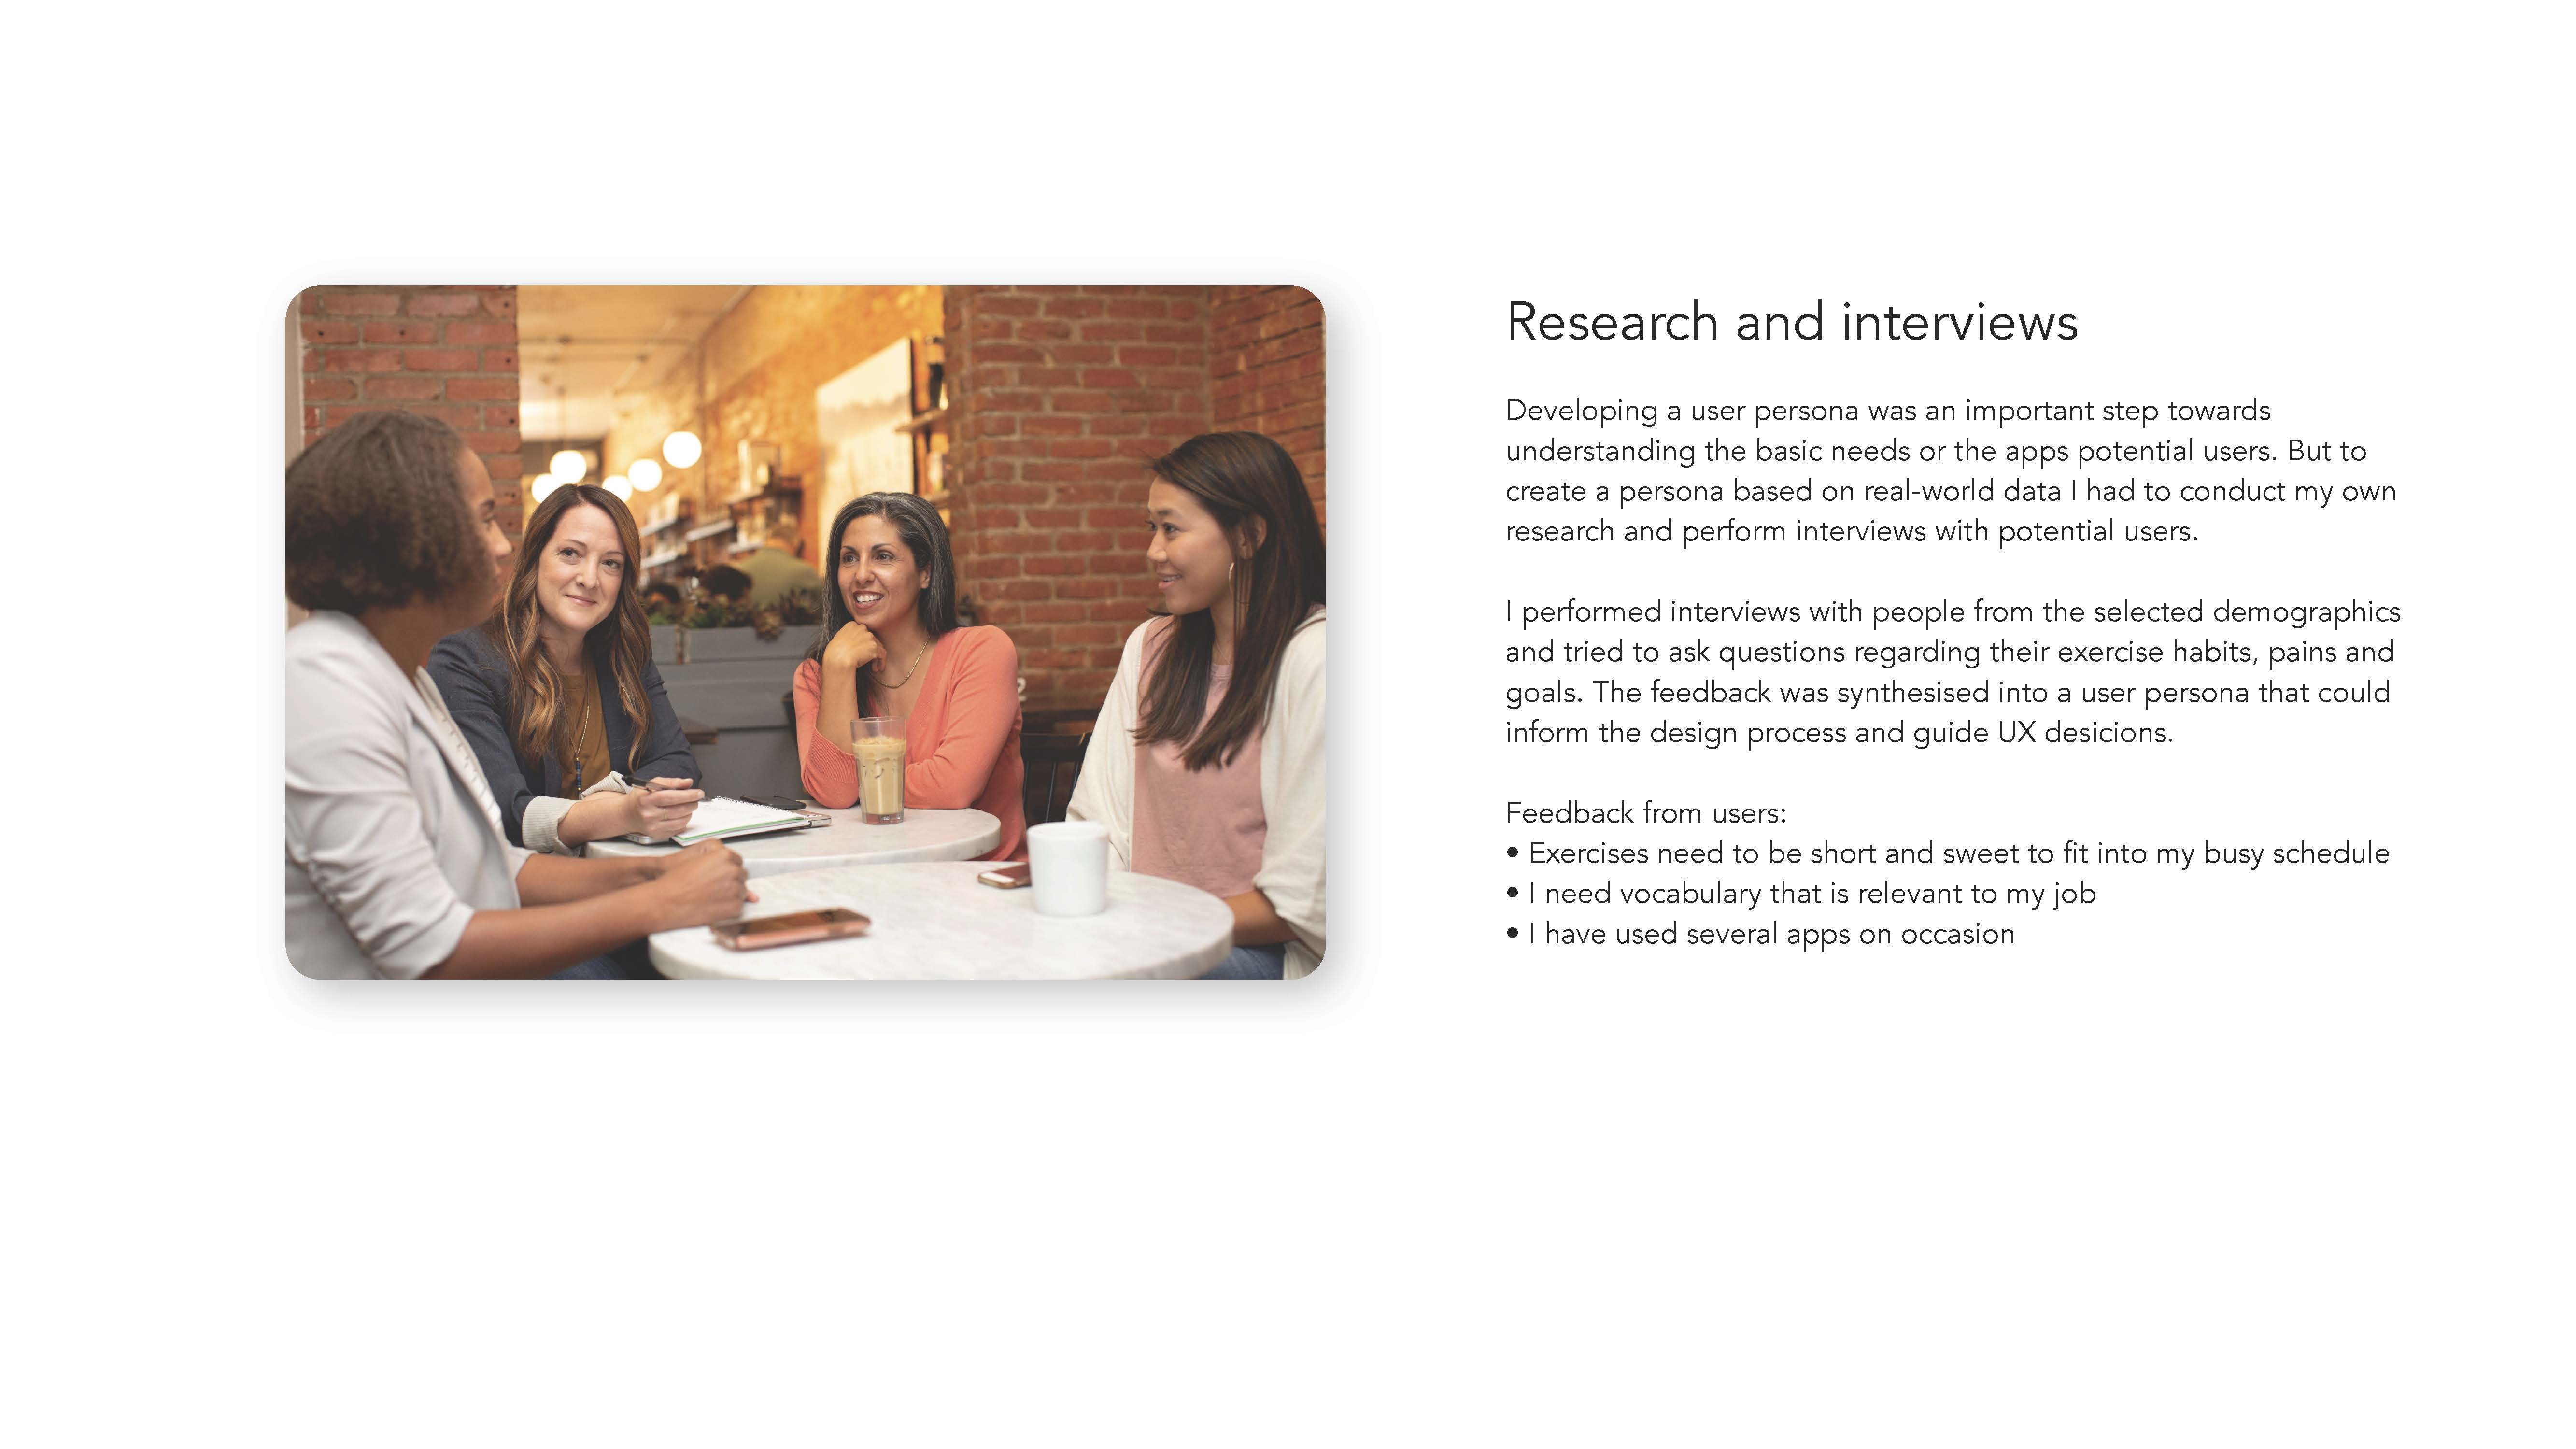 Research and interviews
Developing a user persona was an important step towards
understanding the basic needs or the apps potential users. But to
create a persona based on real-world data I had to conduct my own
research and perform interviews with potential users.
I performed interviews with people from the selected demographics
and tried to ask questions regarding their exercise habits, pains and
goals. The feedback was synthesised into a user persona that could
inform the design process and guide UX desicions.
Feedback from users:
• Exercises need to be short and sweet to fit into my busy schedule
• I need vocabulary that is relevant to my job
• I have used several apps on occasion